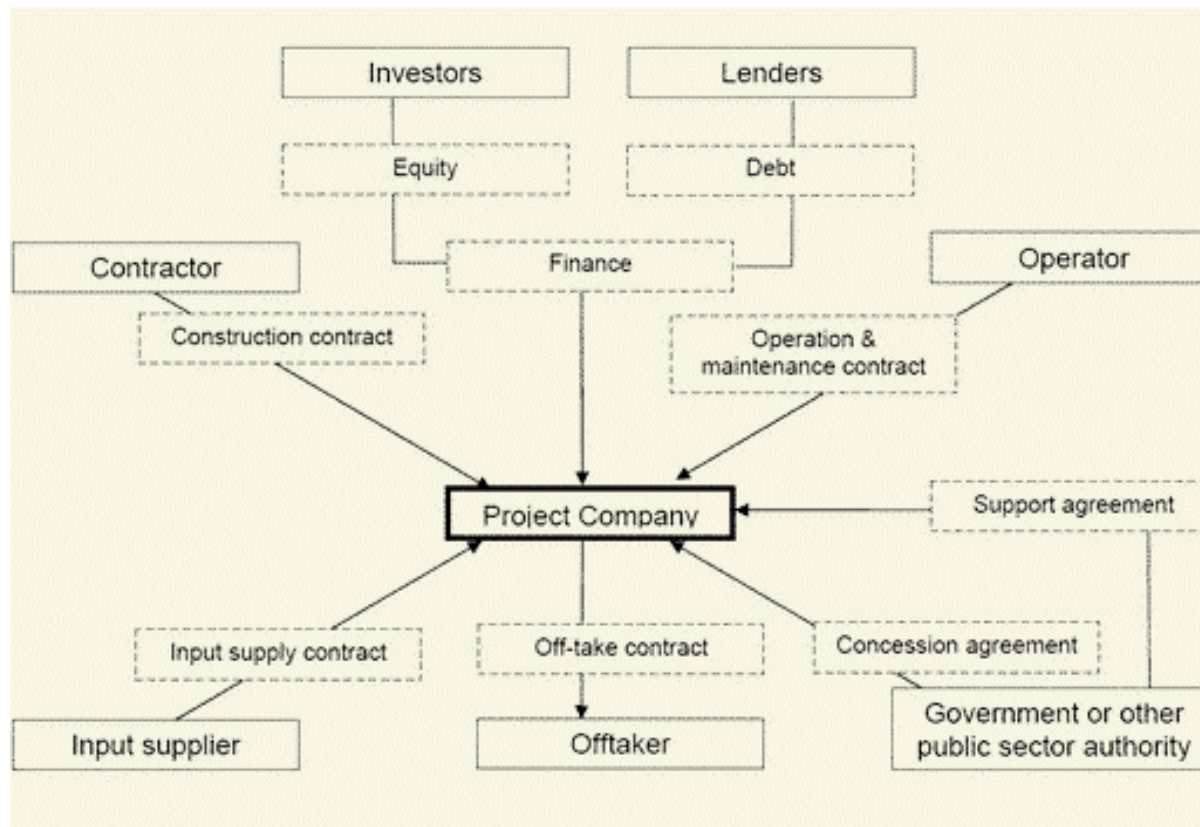 Investors
Lenders
Equity
Debt
Finance
Contractor
Operator
Construction contract
Operation &
maintenance contract
Project Company
Support agreement
Input supply contract
Off-take contract
Concession agreement
Input supplier
Offtaker
Government or other
public sector authority